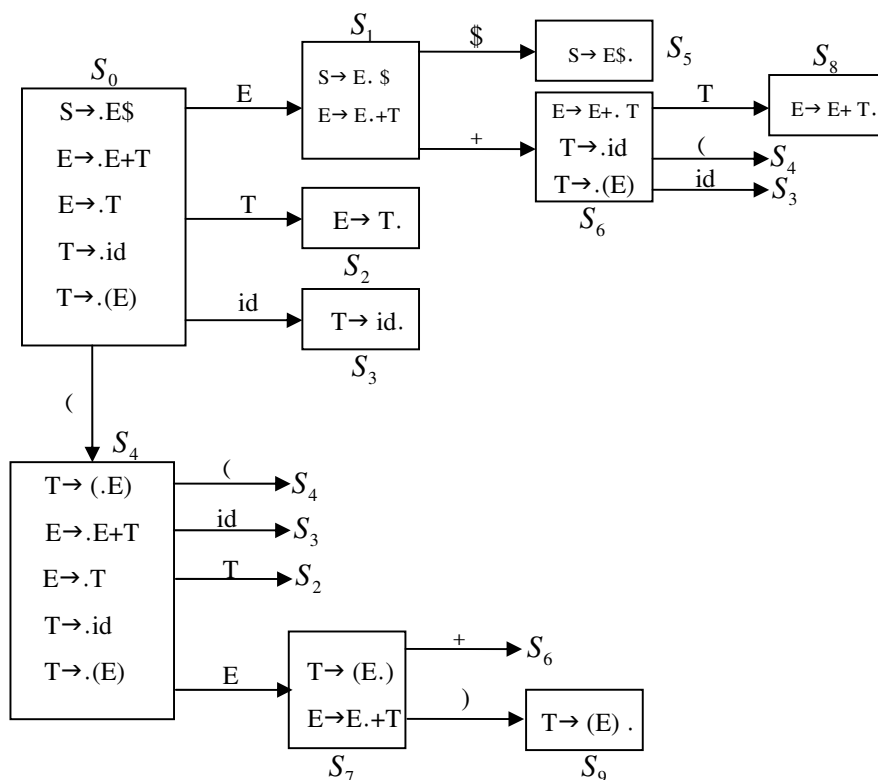 S0
S→.E$
E→.E+T
E→.T
T→.id
T→.(E)
E
S1
S→E. $
E→E.+T
$
S→ E$.
S5
+
E→ E+. T
T→.id
T→.(E)
S6
T
S8
E→ E+ T.
(
S4
id
S3
T
E→ T.
S2
id
T→ id.
S3
(
S4
T→ (.E)
E→.E+T
E→.T
T→.id
T→.(E)
(
S4
id
S3
T
S2
E
T→ (E.)
E→E.+T
S7
+
S6
)
T→ (E) .
S9